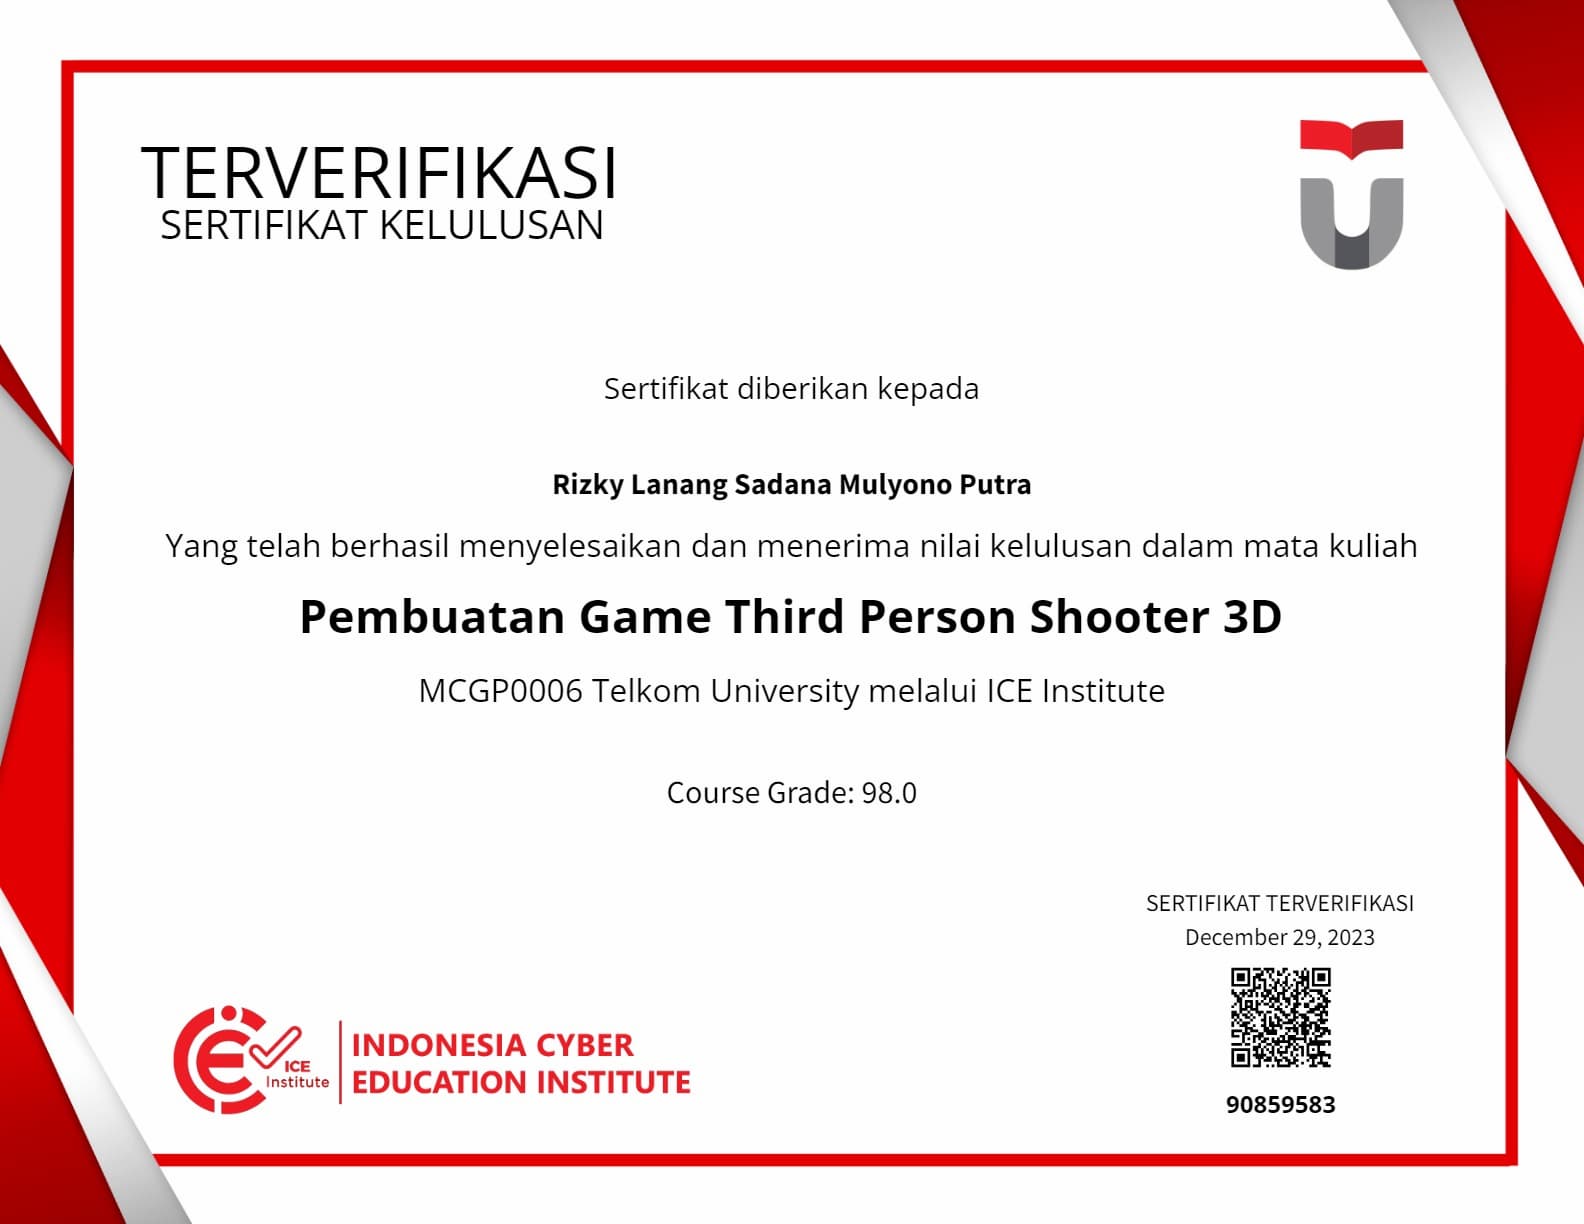 TERVERIFIKASI
SERTIFIKAT KELULUSAN
Sertifikat diberikan kepada
Rizky Lanang Sadana Mulyono Putra
Yang telah berhasil menyelesaikan dan menerima nilai kelulusan dalam mata kuliah
Pembuatan Game Third Person Shooter 3D
MCGP0006 Telkom University melalui ICE Institute
Course Grade: 98.0
SERTIFIKAT TERVERIFIKASI
December 29, 2023
90859583
ICE
Institute
INDONESIA CYBER
EDUCATION INSTITUTE